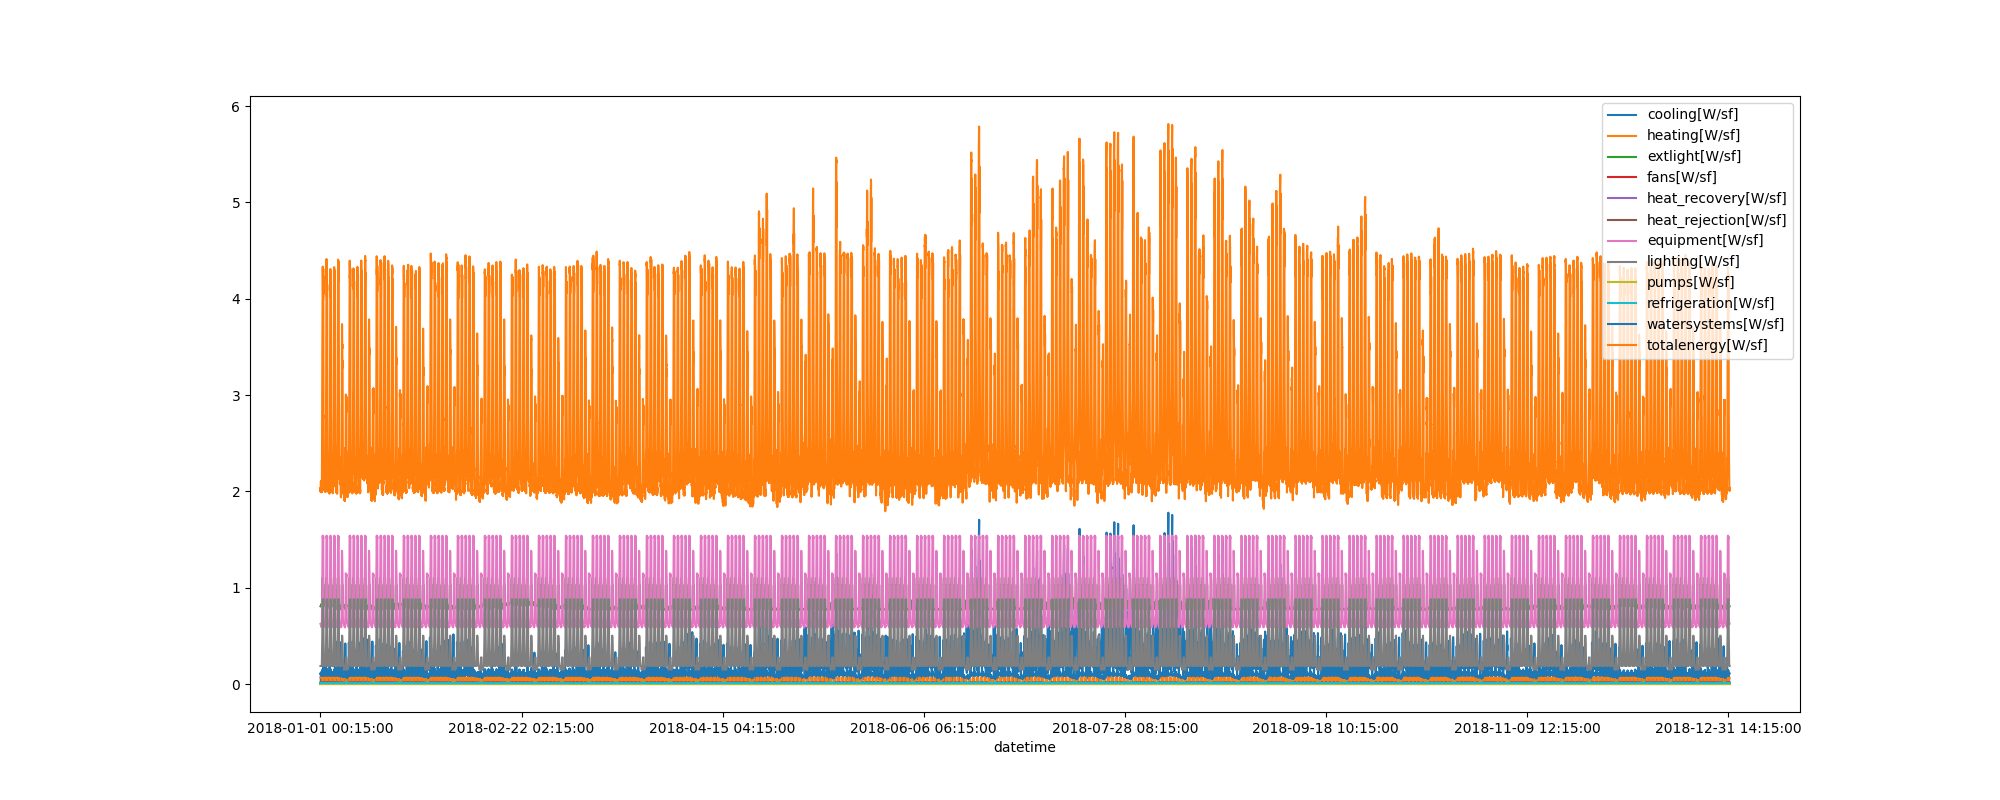 6
5
4
3
2
1
0
cooling[W/sf]
heating[W/sf]
extlight[W/sf]
fans[W/sf]
heat_recovery[W/sf]
heat_rejection[W/sf]
equipment[W/sf]
lighting[W/sf]
pumps[W/sf]
refrigeration[W/sf]
watersystems[W/sf]
totalenergy[W/sf]
2018-01-01 00:15:00 2018-02-22 02:15:00 2018-04-15 04:15:00 2018-06-06 06:15:00 2018-07-28 08:15:00 2018-09-18 10:15:00 2018-11-09 12:15:00 2018-12-31 14:15:00
datetime